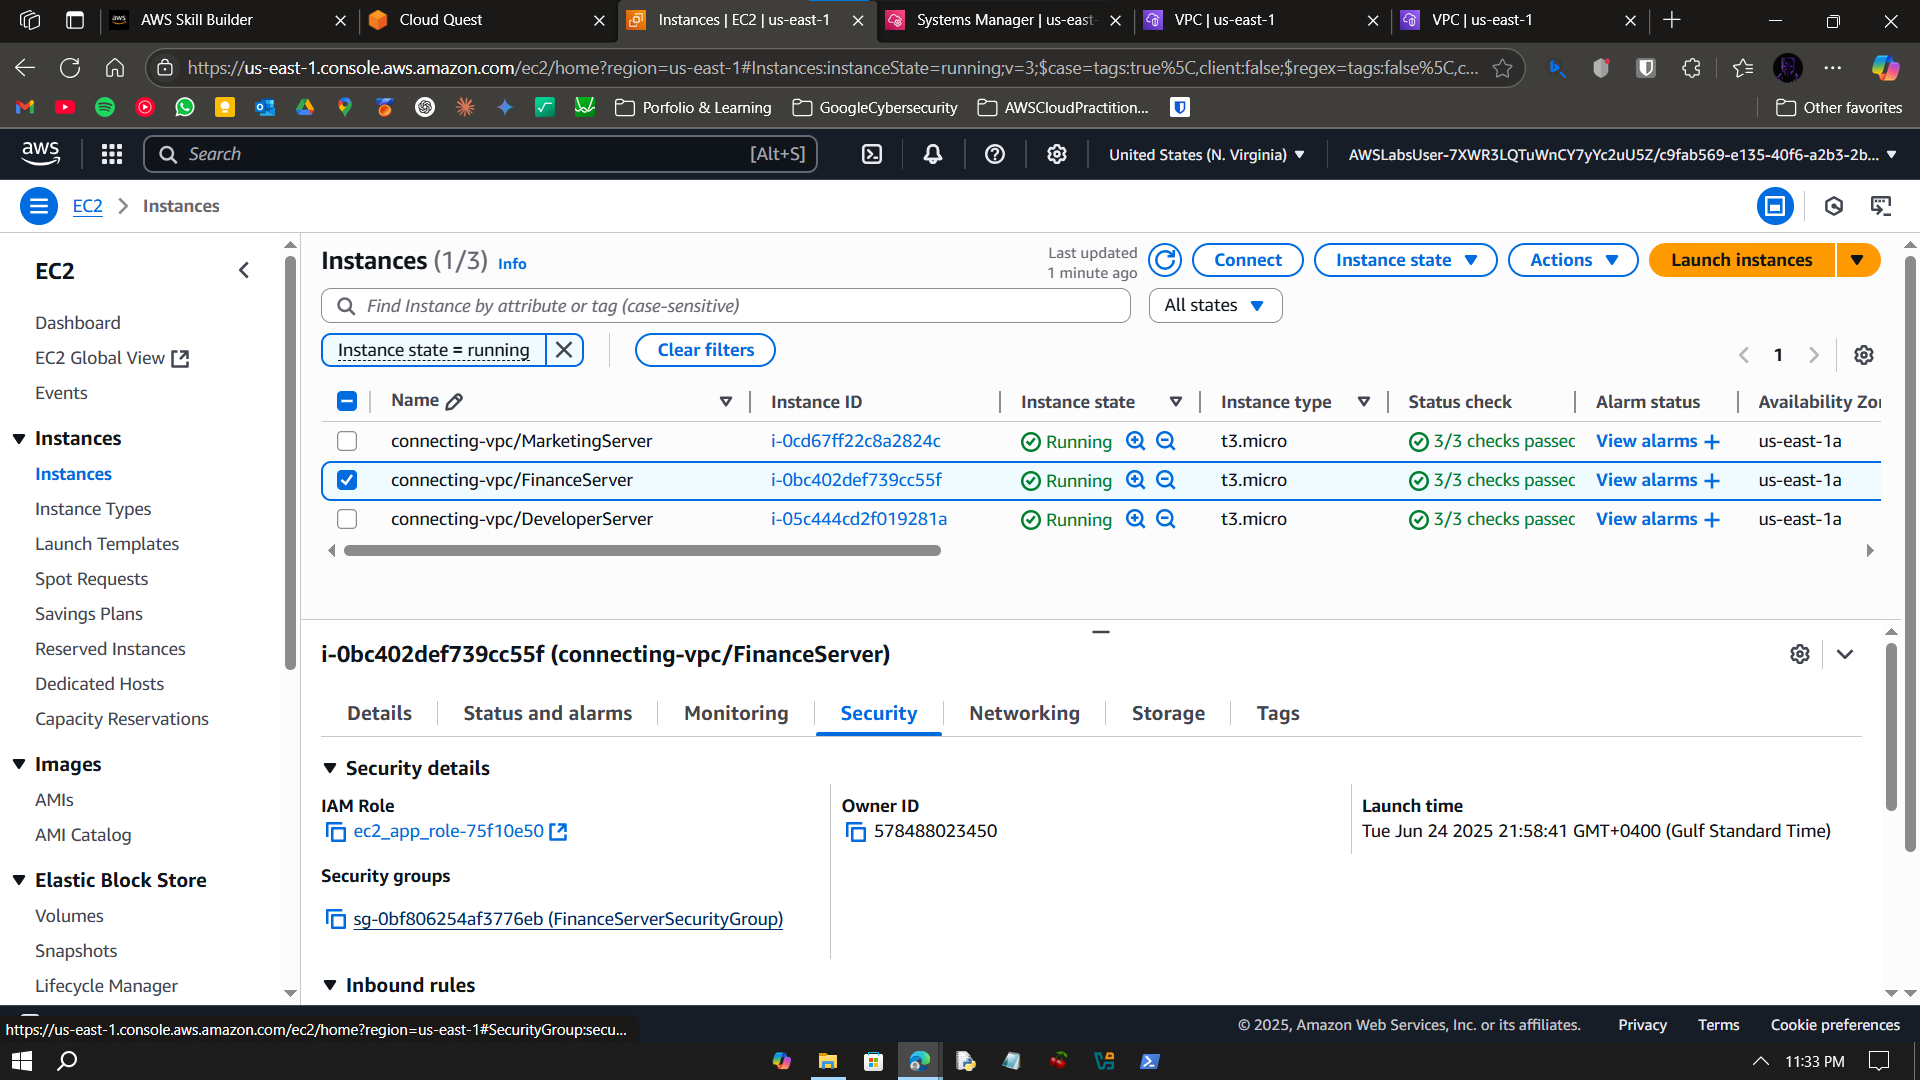 AWS Skill Builder
Cloud Quest
Instances | EC2 | us-east-1
Systems Manager | us-east-
VPC | us-east-1
VPC | us-east-1
https://us-east-1.console.aws.amazon.com/ec2/home?region=us-east-1#Instances:instanceState=running;v=3;$case=tags:true%5C,client:false;$regex=tags:false%5C,c...
Porfolio & Learning
GoogleCybersecurity
AWSCloudPractition...
Other favorites
aws
Search
[Alt+S]
United States (N. Virginia)
AWSLabsUser-7XWR3LQTuWnCY7yYc2uU5Z/c9fab569-e135-40f6-a2b3-2b...
EC2
Instances
EC2
Dashboard
EC2 Global View
Events
Instances
Instances
Instance Types
Launch Templates
Spot Requests
Savings Plans
Reserved Instances
Dedicated Hosts
Capacity Reservations
Images
AMIs
AMI Catalog
Elastic Block Store
Volumes
Snapshots
Lifecycle Manager
Instances (1/3) Info
Last updated
1 minute ago
Connect
Instance state
Actions
Launch instances
Find Instance by attribute or tag (case-sensitive)
All states
Instance state = running
Clear filters
1
Name Instance ID Instance state Instance type Status check Alarm status Availability Zo
connecting-vpc/MarketingServer i-0cd67ff22c8a2824c Running t3.micro 3/3 checks passec View alarms + us-east-1a
connecting-vpc/FinanceServer i-0bc402def739cc55f Running t3.micro 3/3 checks passec View alarms + us-east-1a
connecting-vpc/DeveloperServer i-05c444cd2f019281a Running t3.micro 3/3 checks passec View alarms + us-east-1a
i-0bc402def739cc55f (connecting-vpc/FinanceServer)
Details
Status and alarms
Monitoring
Security
Networking
Storage
Tags
Security details
IAM Role
ec2_app_role-75f10e50
Owner ID
578488023450
Launch time
Tue Jun 24 2025 21:58:41 GMT+0400 (Gulf Standard Time)
Security groups
sg-0bf806254af3776eb (FinanceServerSecurityGroup)
Inbound rules
https://us-east-1.console.aws.amazon.com/ec2/home?region=us-east-1#SecurityGroup:secu...
© 2025, Amazon Web Services, Inc. or its affiliates.
Privacy
Terms
Cookie preferences
11:33 PM